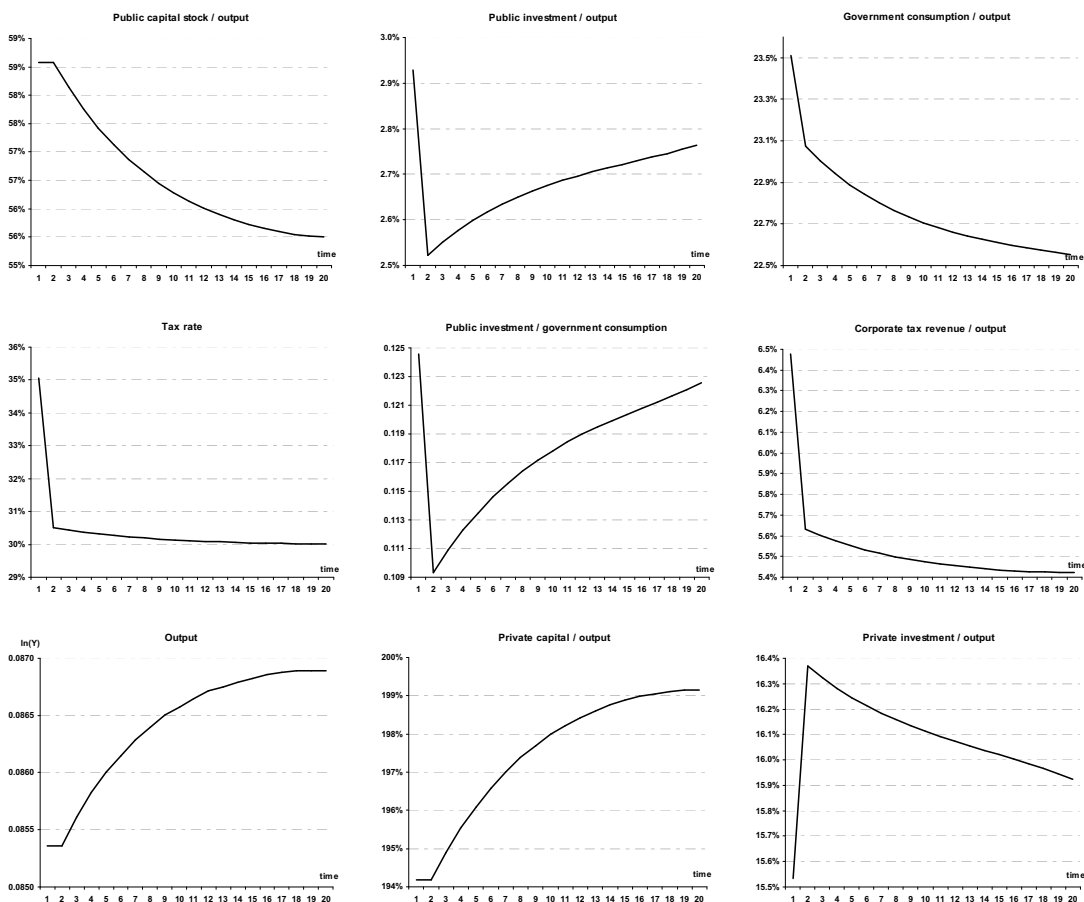 Public capital stock / output
59%
59%
58%
58%
57%
57%
56%
56%
55%
time
1 2 3 4 5 6 7 8 9 10 11 12 13 14 15 16 17 18 19 20
Public investment / output
3.0%
2.9%
2.8%
2.7%
2.6%
2.5%
time
1 2 3 4 5 6 7 8 9 10 11 12 13 14 15 16 17 18 19 20
Government consumption / output
23.5%
23.3%
23.1%
22.9%
22.7%
22.5%
time
1 2 3 4 5 6 7 8 9 10 11 12 13 14 15 16 17 18 19 20
Tax rate
36%
35%
34%
33%
32%
31%
30%
29%
time
1 2 3 4 5 6 7 8 9 10 11 12 13 14 15 16 17 18 19 20
Public investment / government consumption
0.125
0.123
0.121
0.119
0.117
0.115
0.113
0.111
0.109
time
1 2 3 4 5 6 7 8 9 10 11 12 13 14 15 16 17 18 19 20
Corporate tax revenue / output
6.5%
6.4%
6.3%
6.2%
6.1%
6.0%
5.9%
5.8%
5.7%
5.6%
5.5%
5.4%
time
1 2 3 4 5 6 7 8 9 10 11 12 13 14 15 16 17 18 19 20
Output
ln(Y)
0.0870
0.0865
0.0860
0.0855
0.0850
time
1 2 3 4 5 6 7 8 9 10 11 12 13 14 15 16 17 18 19 20
Private capital / output
200%
199%
198%
197%
196%
195%
194%
time
1 2 3 4 5 6 7 8 9 10 11 12 13 14 15 16 17 18 19 20
Private investment / output
16.4%
16.3%
16.2%
16.1%
16.0%
15.9%
15.8%
15.7%
15.6%
15.5%
time
1 2 3 4 5 6 7 8 9 10 11 12 13 14 15 16 17 18 19 20